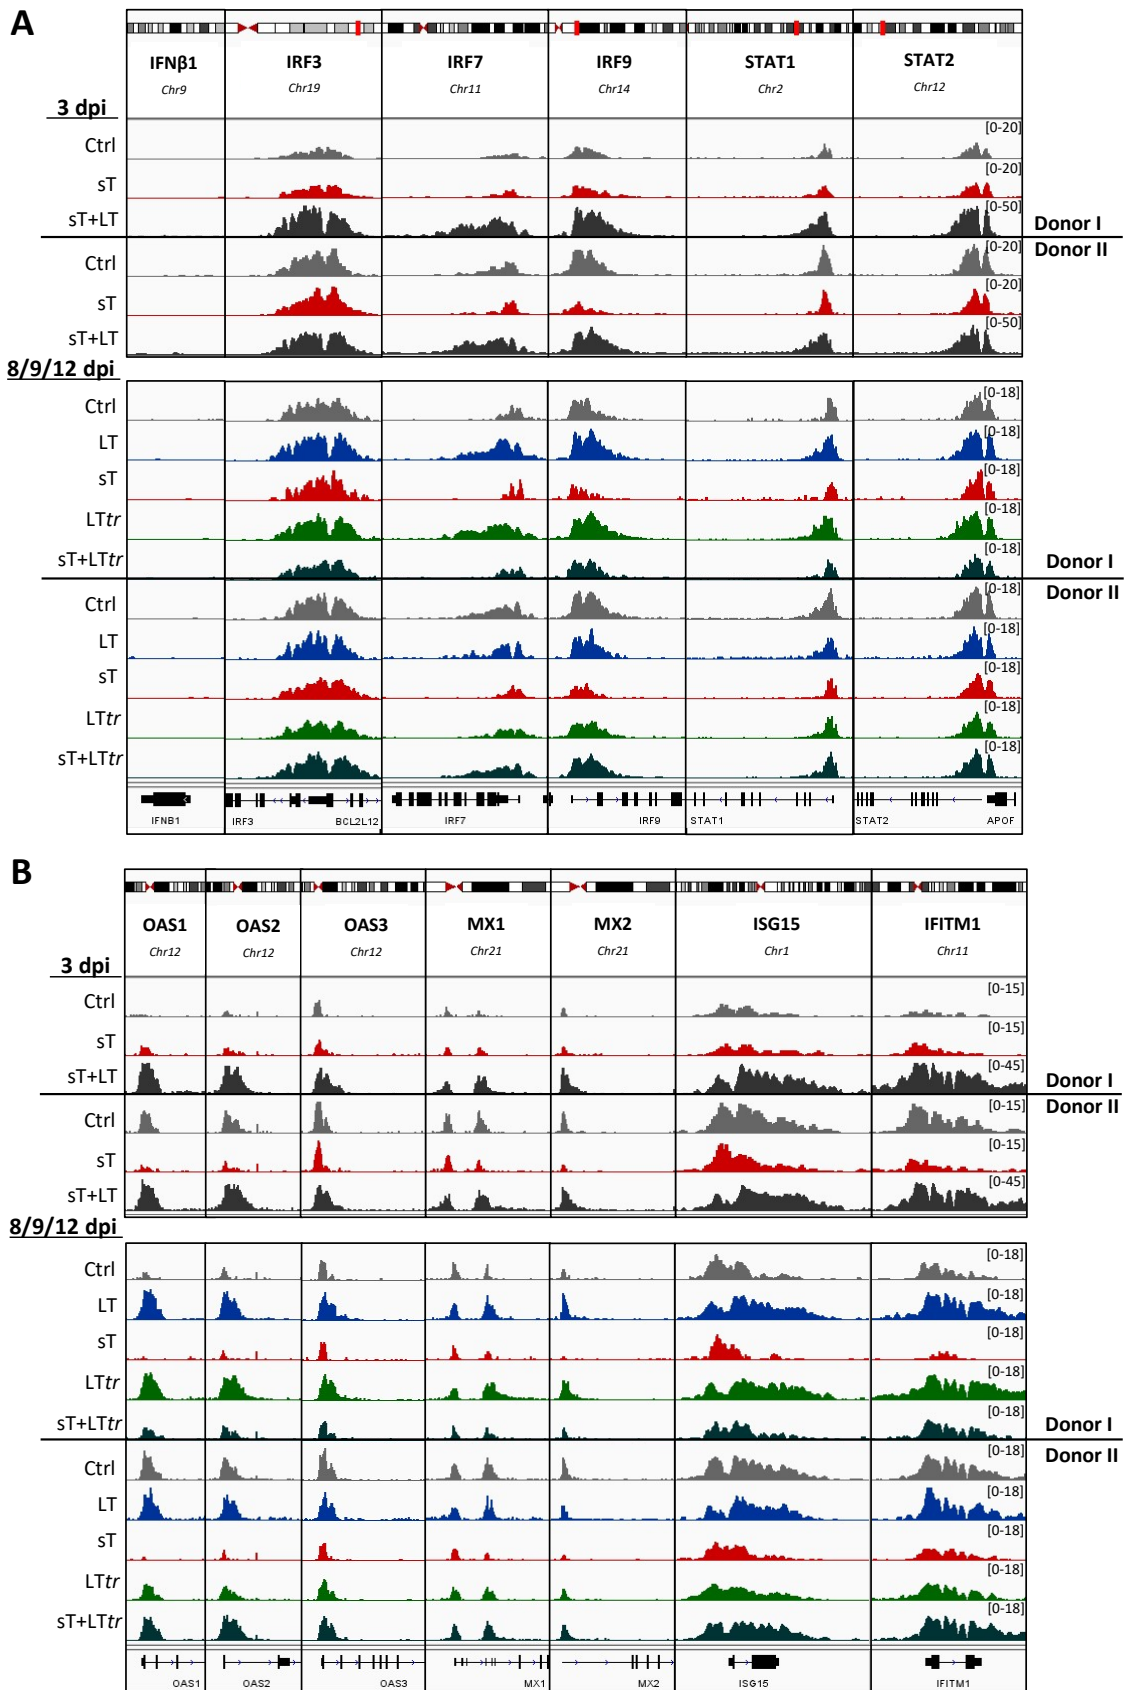 A
IFNβ1 IRF3 IRF7 IRF9 STAT1 STAT2
Chr9 Chr19 Chr11 Chr14 Chr2 Chr12
3 dpi
Ctrl [0-20]
sT [0-20]
sT+LT [0-50] Donor I
Ctrl [0-20] Donor II
sT [0-20]
sT+LT [0-50]
8/9/12 dpi
Ctrl [0-18]
LT [0-18]
sT [0-18]
LTtr [0-18]
sT+LTtr [0-18] Donor I
Ctrl [0-18] Donor II
LT [0-18]
sT [0-18]
LTtr [0-18]
sT+LTtr [0-18]
IFNB1 IRF3 BCL2L12 IRF7 IRF9 STAT1 STAT2 APOF
B
OAS1 OAS2 OAS3 MX1 MX2 ISG15 IFITM1
Chr12 Chr12 Chr12 Chr21 Chr21 Chr1 Chr11
3 dpi
Ctrl [0-15]
sT [0-15]
sT+LT [0-45] Donor I
Ctrl [0-15] Donor II
sT [0-15]
sT+LT [0-45]
8/9/12 dpi
Ctrl [0-18]
LT [0-18]
sT [0-18]
LTtr [0-18]
sT+LTtr [0-18] Donor I
Ctrl [0-18] Donor II
LT [0-18]
sT [0-18]
LTtr [0-18]
sT+LTtr [0-18]
OAS1 OAS2 OAS3 MX1 MX2 ISG15 IFITM1